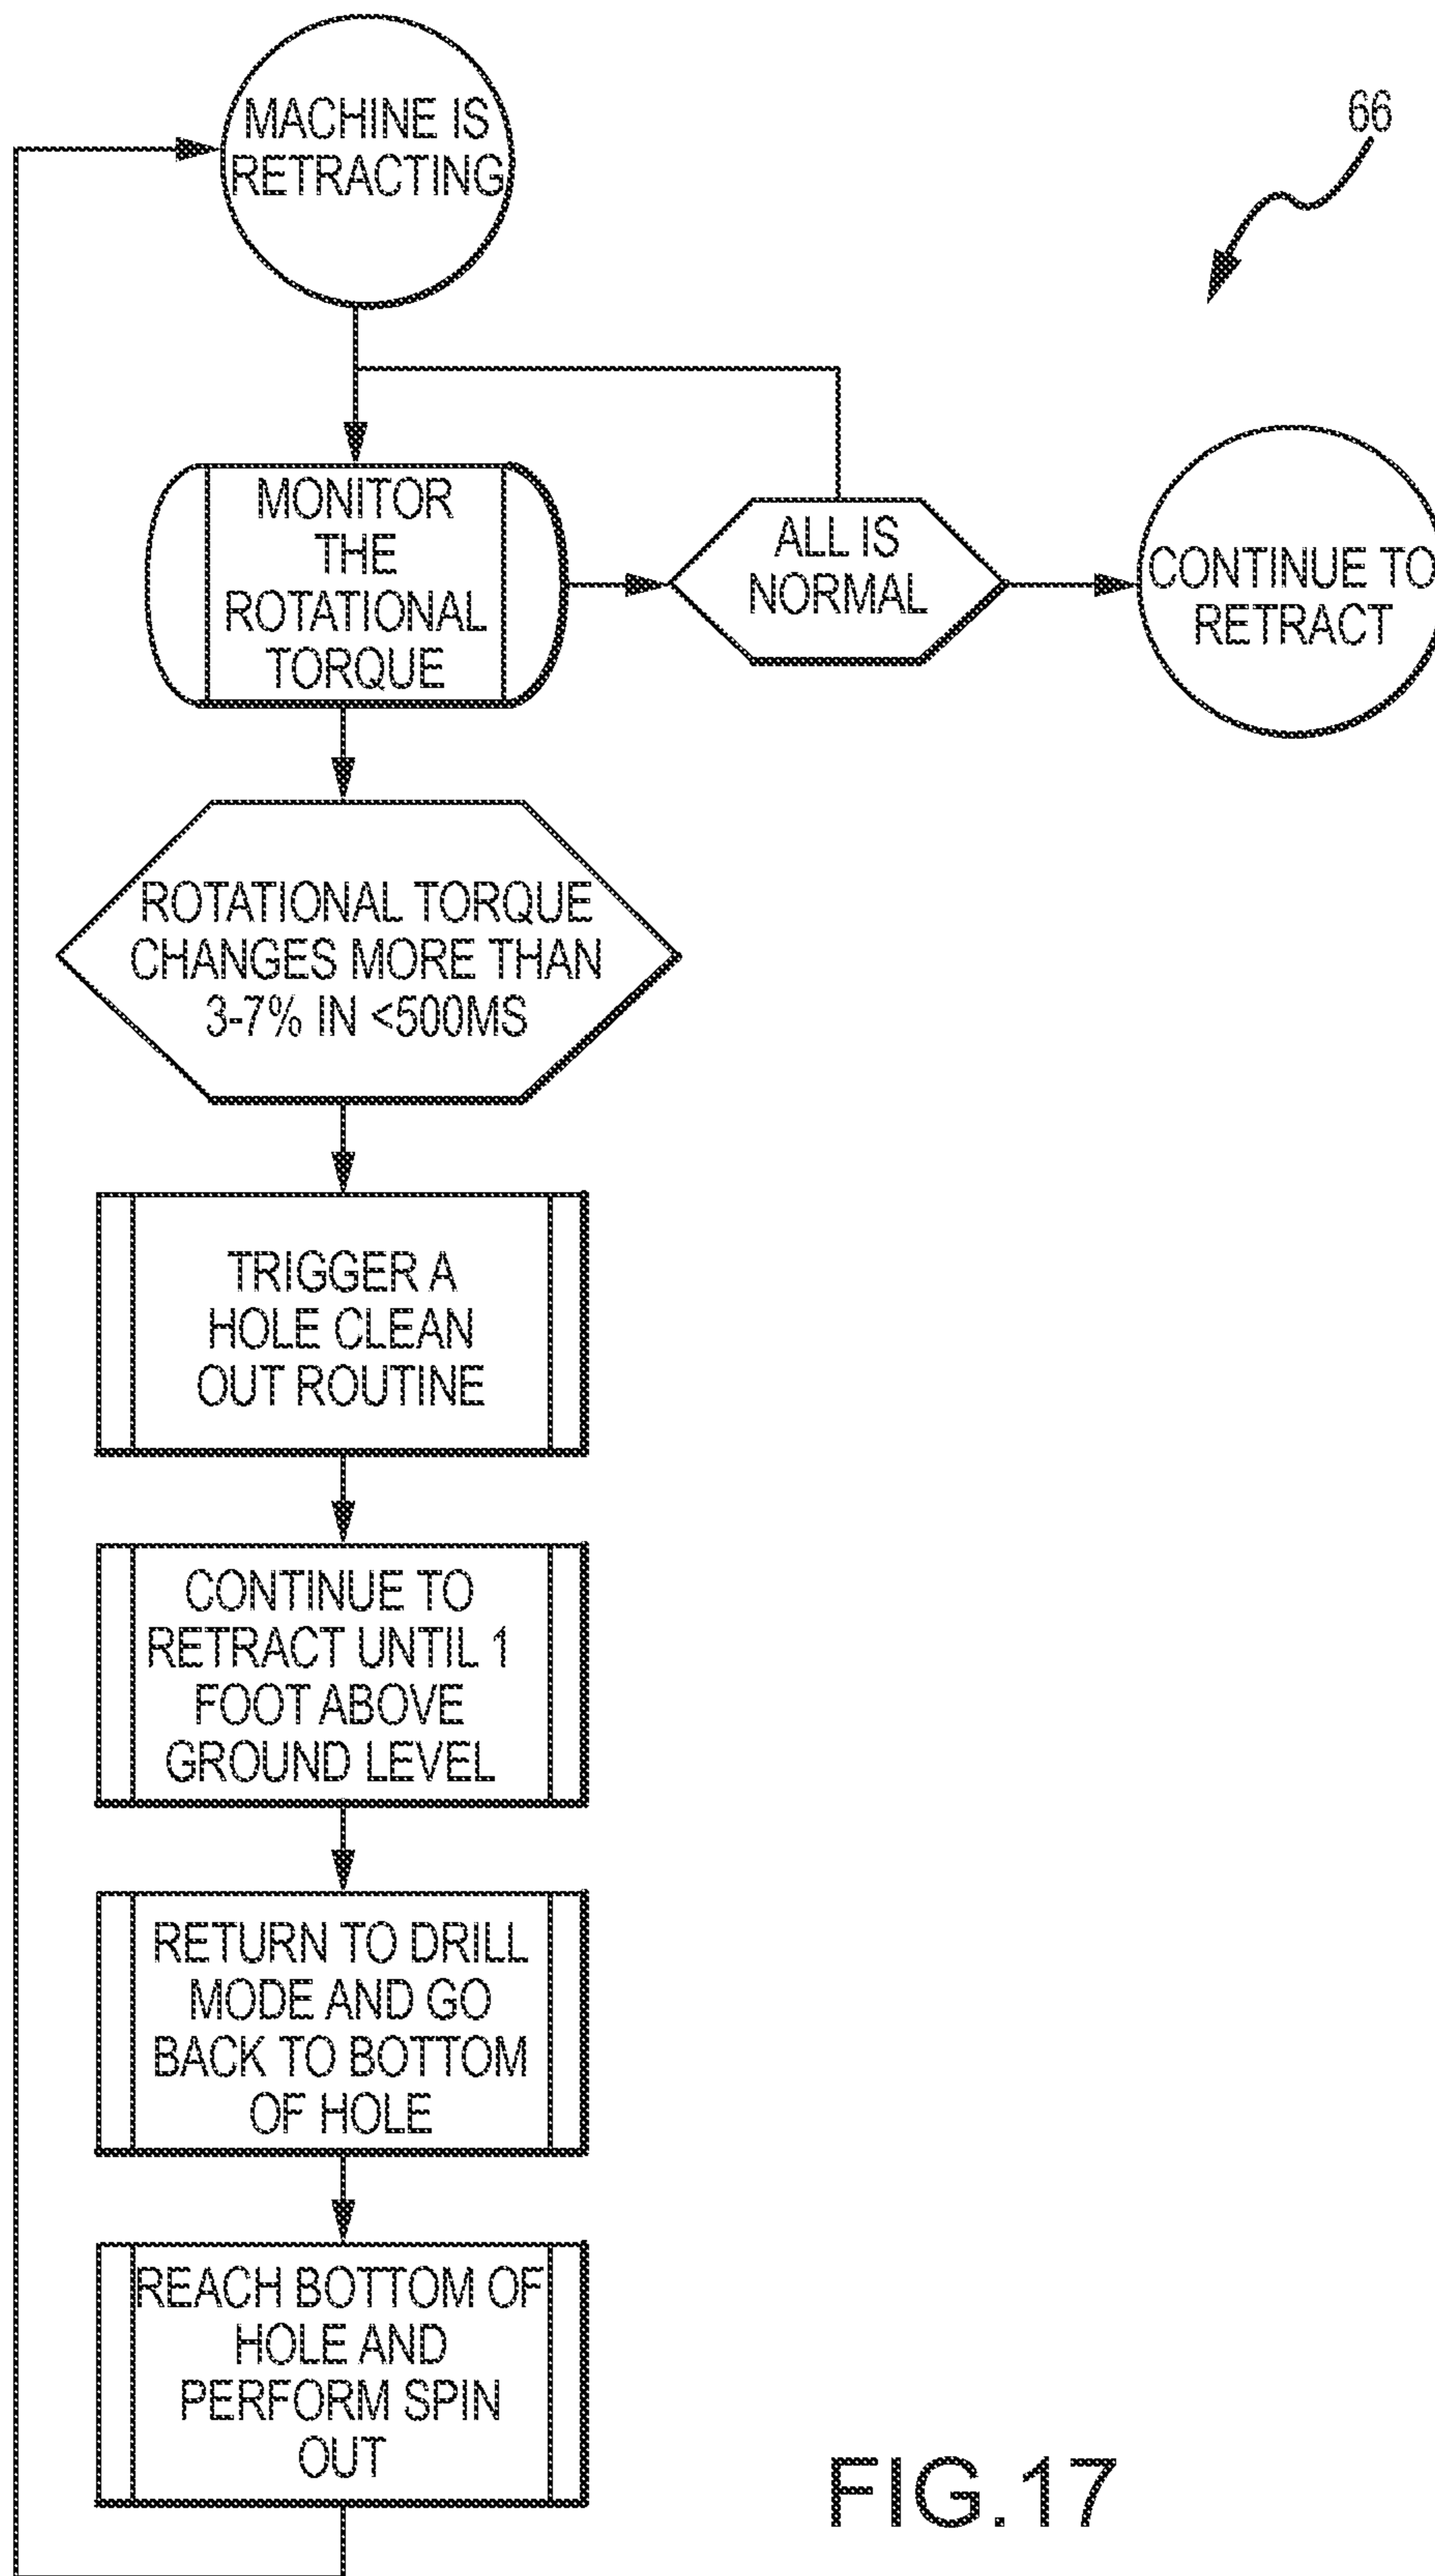 MACHINE IS
RETRACTING
66
MONITOR
THE
ROTATIONAL
TORQUE
ALL IS
NORMAL
CONTINUE TO
RETRACT
ROTATIONAL TORQUE
CHANGES MORE THAN
3-7% IN <500MS
TRIGGER A
HOLE CLEAN
OUT ROUTINE
CONTINUE TO
RETRACT UNTIL 1
FOOT ABOVE
GROUND LEVEL
RETURN TO DRILL
MODE AND GO
BACK TO BOTTOM
OF HOLE
REACH BOTTOM OF
HOLE AND
PERFORM SPIN
OUT
FIG.17